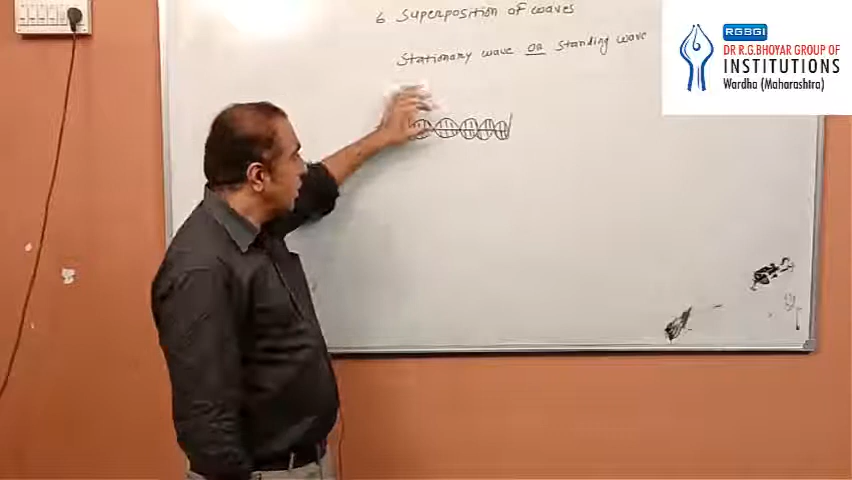 6 Superposition of waves
Stationary wave or Standing wave
RGBGI
DR R.G.BHOYAR GROUP OF
INSTITUTIONS
Wardha (Maharashtra)